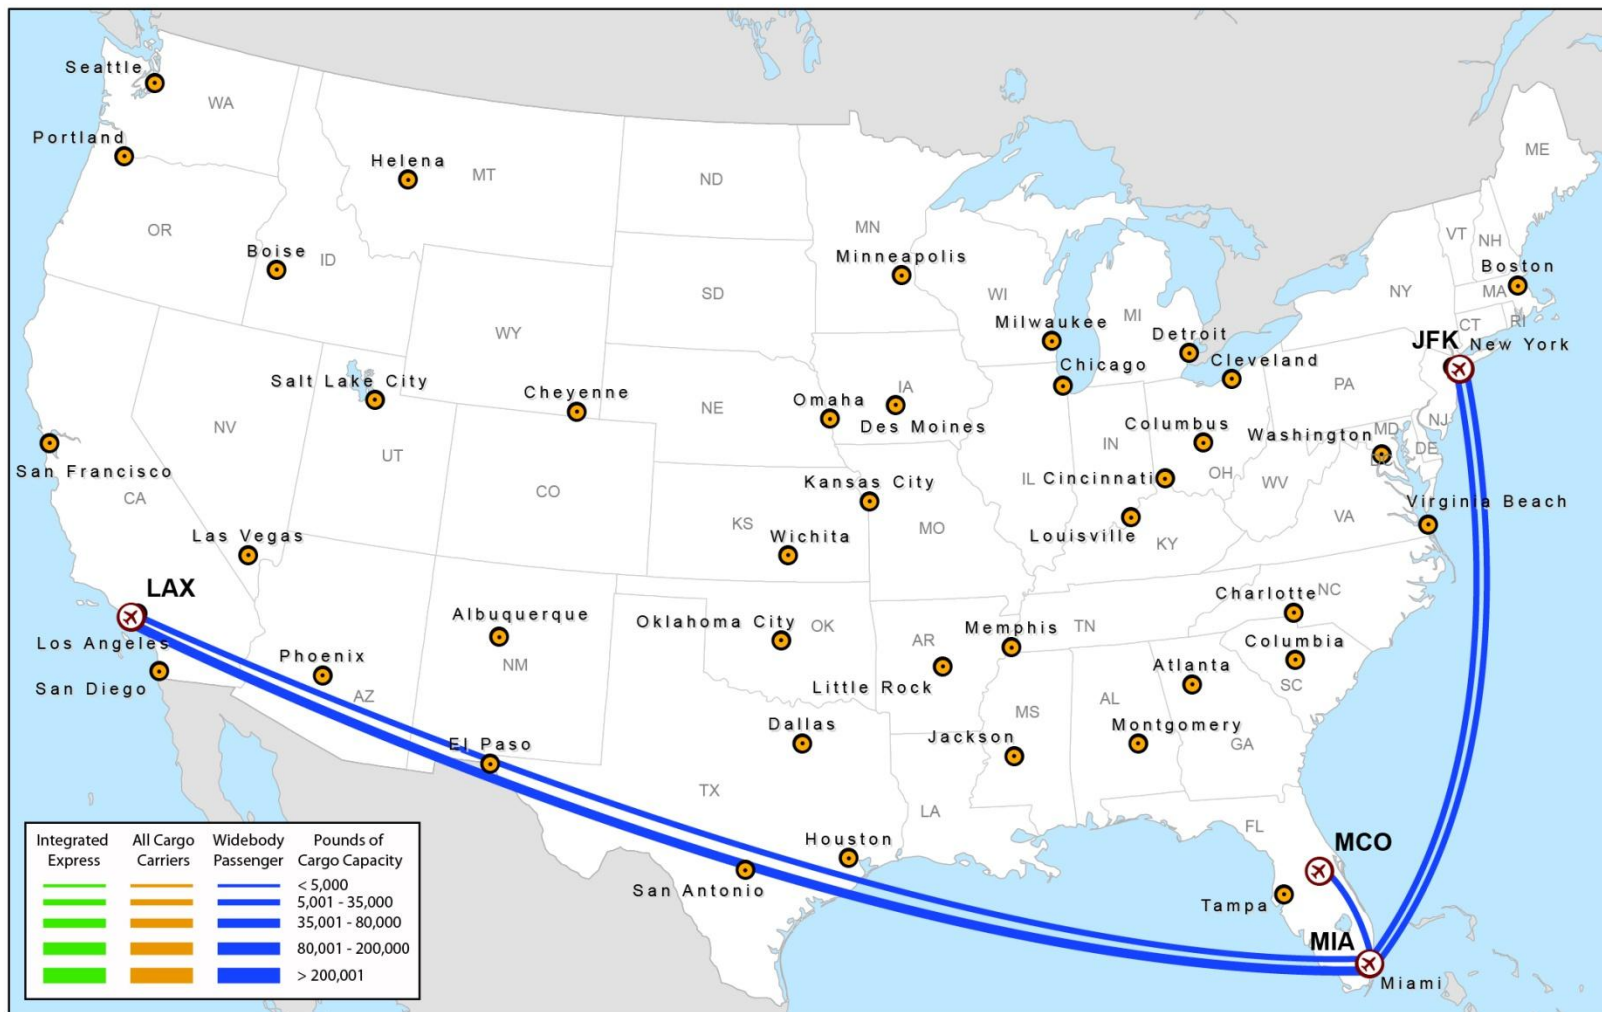 Seattle
WA
Portland
Helena
MT
ND
ME
OR
MN
VT
NH
Boise
ID
Minneapolis
Boston
SD
WI
NY
MA
WY
Milwaukee
MI
Detroit
CT
RI
JFK
New York
Chicago
Cleveland
Salt Lake City
Cheyenne
NE
Omaha
IA
Des Moines
PA
NV
Columbus
NJ
Washington
MD
DE
DC
San Francisco
UT
IN
CA
CO
Kansas City
IL
Cincinnati
OH
WV
Virginia Beach
KS
MO
VA
Las Vegas
Wichita
Louisville
KY
LAX
Albuquerque
Oklahoma City
OK
Memphis
TN
Charlotte
NC
Los Angeles
Phoenix
NM
AR
Columbia
San Diego
AZ
Little Rock
Atlanta
SC
MS
AL
Dallas
Jackson
Montgomery
GA
El Paso
TX
LA
FL
Houston
MCO
San Antonio
Tampa
MIA
Miami
Integrated
Express
All Cargo
Carriers
Widebody
Passenger
Pounds of
Cargo Capacity
< 5,000
5,001 - 35,000
35,001 - 80,000
80,001 - 200,000
> 200,001